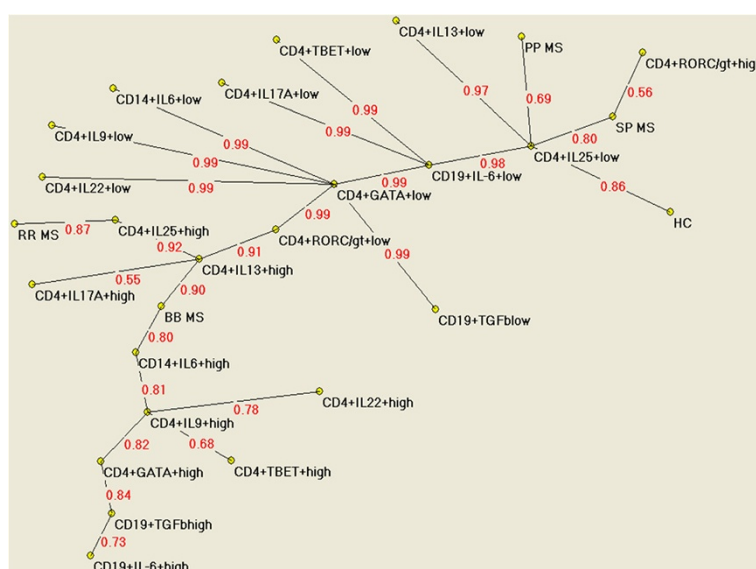 CD4+IL13+low
PP MS
CD4+TBET+low
CD4+RORC/gt+hig
0.97
0.69
0.56
CD4+IL17A+low
CD14+IL6+low
0.99
SP MS
CD4+IL9+low
0.99
0.99
0.80
CD4+IL25+low
0.99
0.98
CD19+IL-6+low
CD4+IL22+low
0.99
0.99
0.86
CD4+GATA+low
HC
RR MS
0.87
CD4+IL25+high
0.99
CD4+RORC/gt+low
0.92
0.91
0.99
CD4+IL13+high
0.55
CD4+IL17A+high
0.90
BB MS
CD19+TGFblow
0.80
CD14+IL6+high
0.81
0.78
CD4+IL22+high
CD4+IL9+high
0.82
0.68
CD4+GATA+high
CD4+TBET+high
0.84
CD19+TGFbhigh
0.73
CD19+IL-6+high